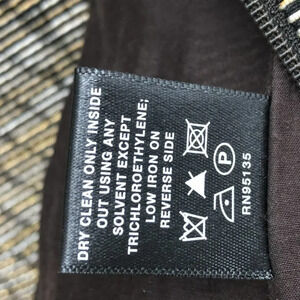 DRY CLEAN ONLY INSIDE
OUT USING ANY
SOLVENT EXCEPT
TRICHLOROETHYLENE;
LOW IRON ON
REVERSE SIDE
P
RN95135